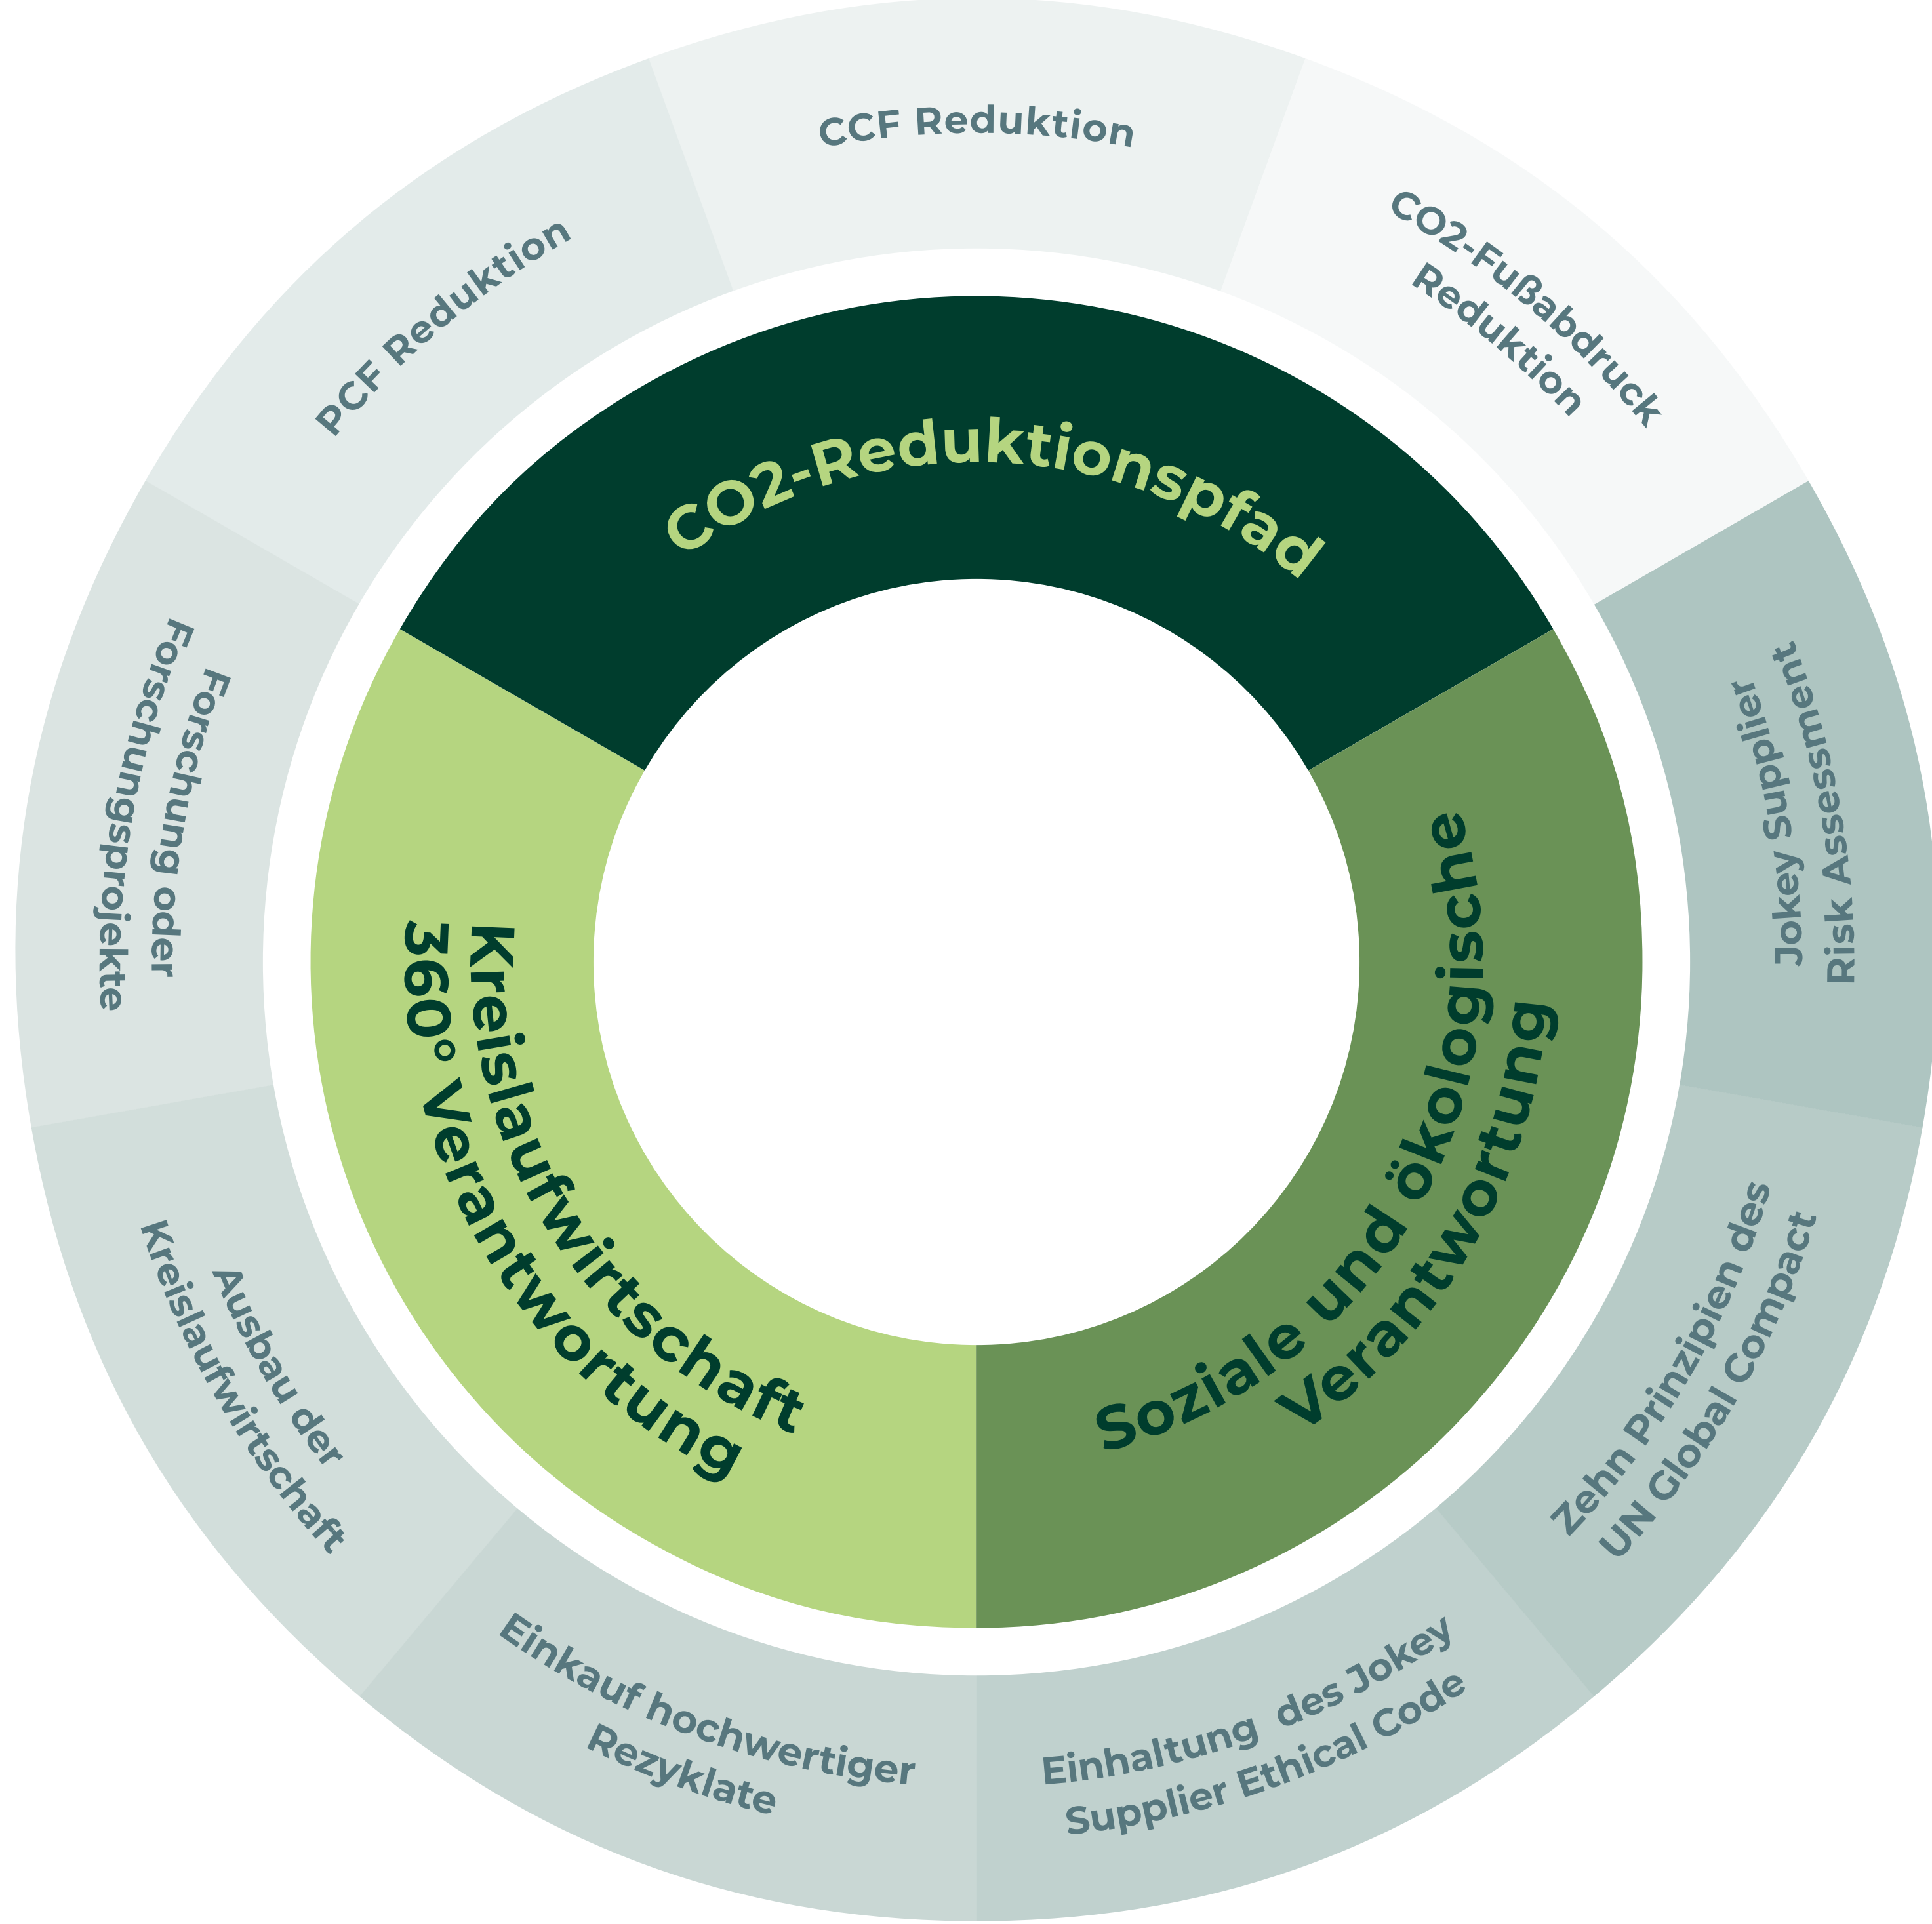 CCF Reduktion
CO2-Fußabdruck
Reduktion
Jokey Supplier
Risk Assessment
Zehn Prinzipien des
UN Global Compact
Einhaltung des Jokey
Supplier Ethical Code
Einkauf hochwertiger
Rezyklate
Ausbau der
Kreislaufwirtschaft
Forschung oder
Forschungsprojekte
PCF Reduktion
CO2-Reduktionspfad
Soziale und ökologische
Verantwortung
Kreislaufwirtschaft
360° Verantwortung